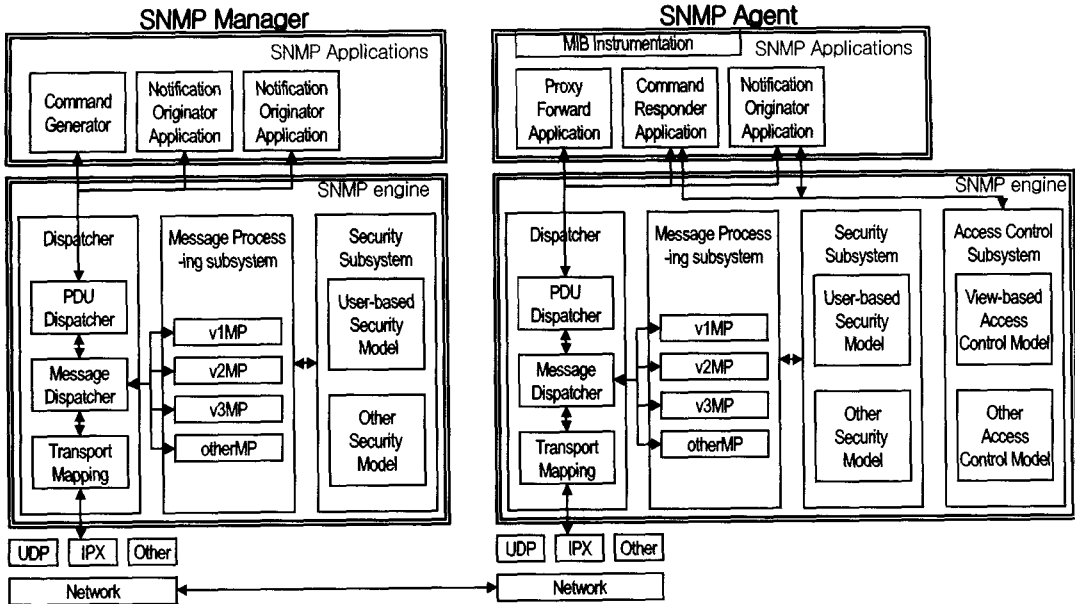 SNMP Manager
SNMP Applications
Command
Generator
Notification
Originator
Application
Notification
Originator
Application
SNMP engine
Dispatcher
PDU
Dispatcher
Message
Dispatcher
Transport
Mapping
Message Process
-ing subsystem
v1MP
v2MP
v3MP
otherMP
Security
Subsystem
User-based
Security
Model
Other
Security
Model
UDP
IPX
Other
Network
SNMP Agent
MIB Instrumentation
SNMP Applications
Proxy
Forward
Application
Command
Responder
Application
Notification
Originator
Application
SNMP engine
Dispatcher
PDU
Dispatcher
Message
Dispatcher
Transport
Mapping
Message Process
-ing subsystem
v1MP
v2MP
v3MP
otherMP
Security
Subsystem
User-based
Security
Model
Other
Security
Model
Access Control
Subsystem
View-based
Access
Control Model
Other
Access
Control Model
UDP
IPX
Other
Network